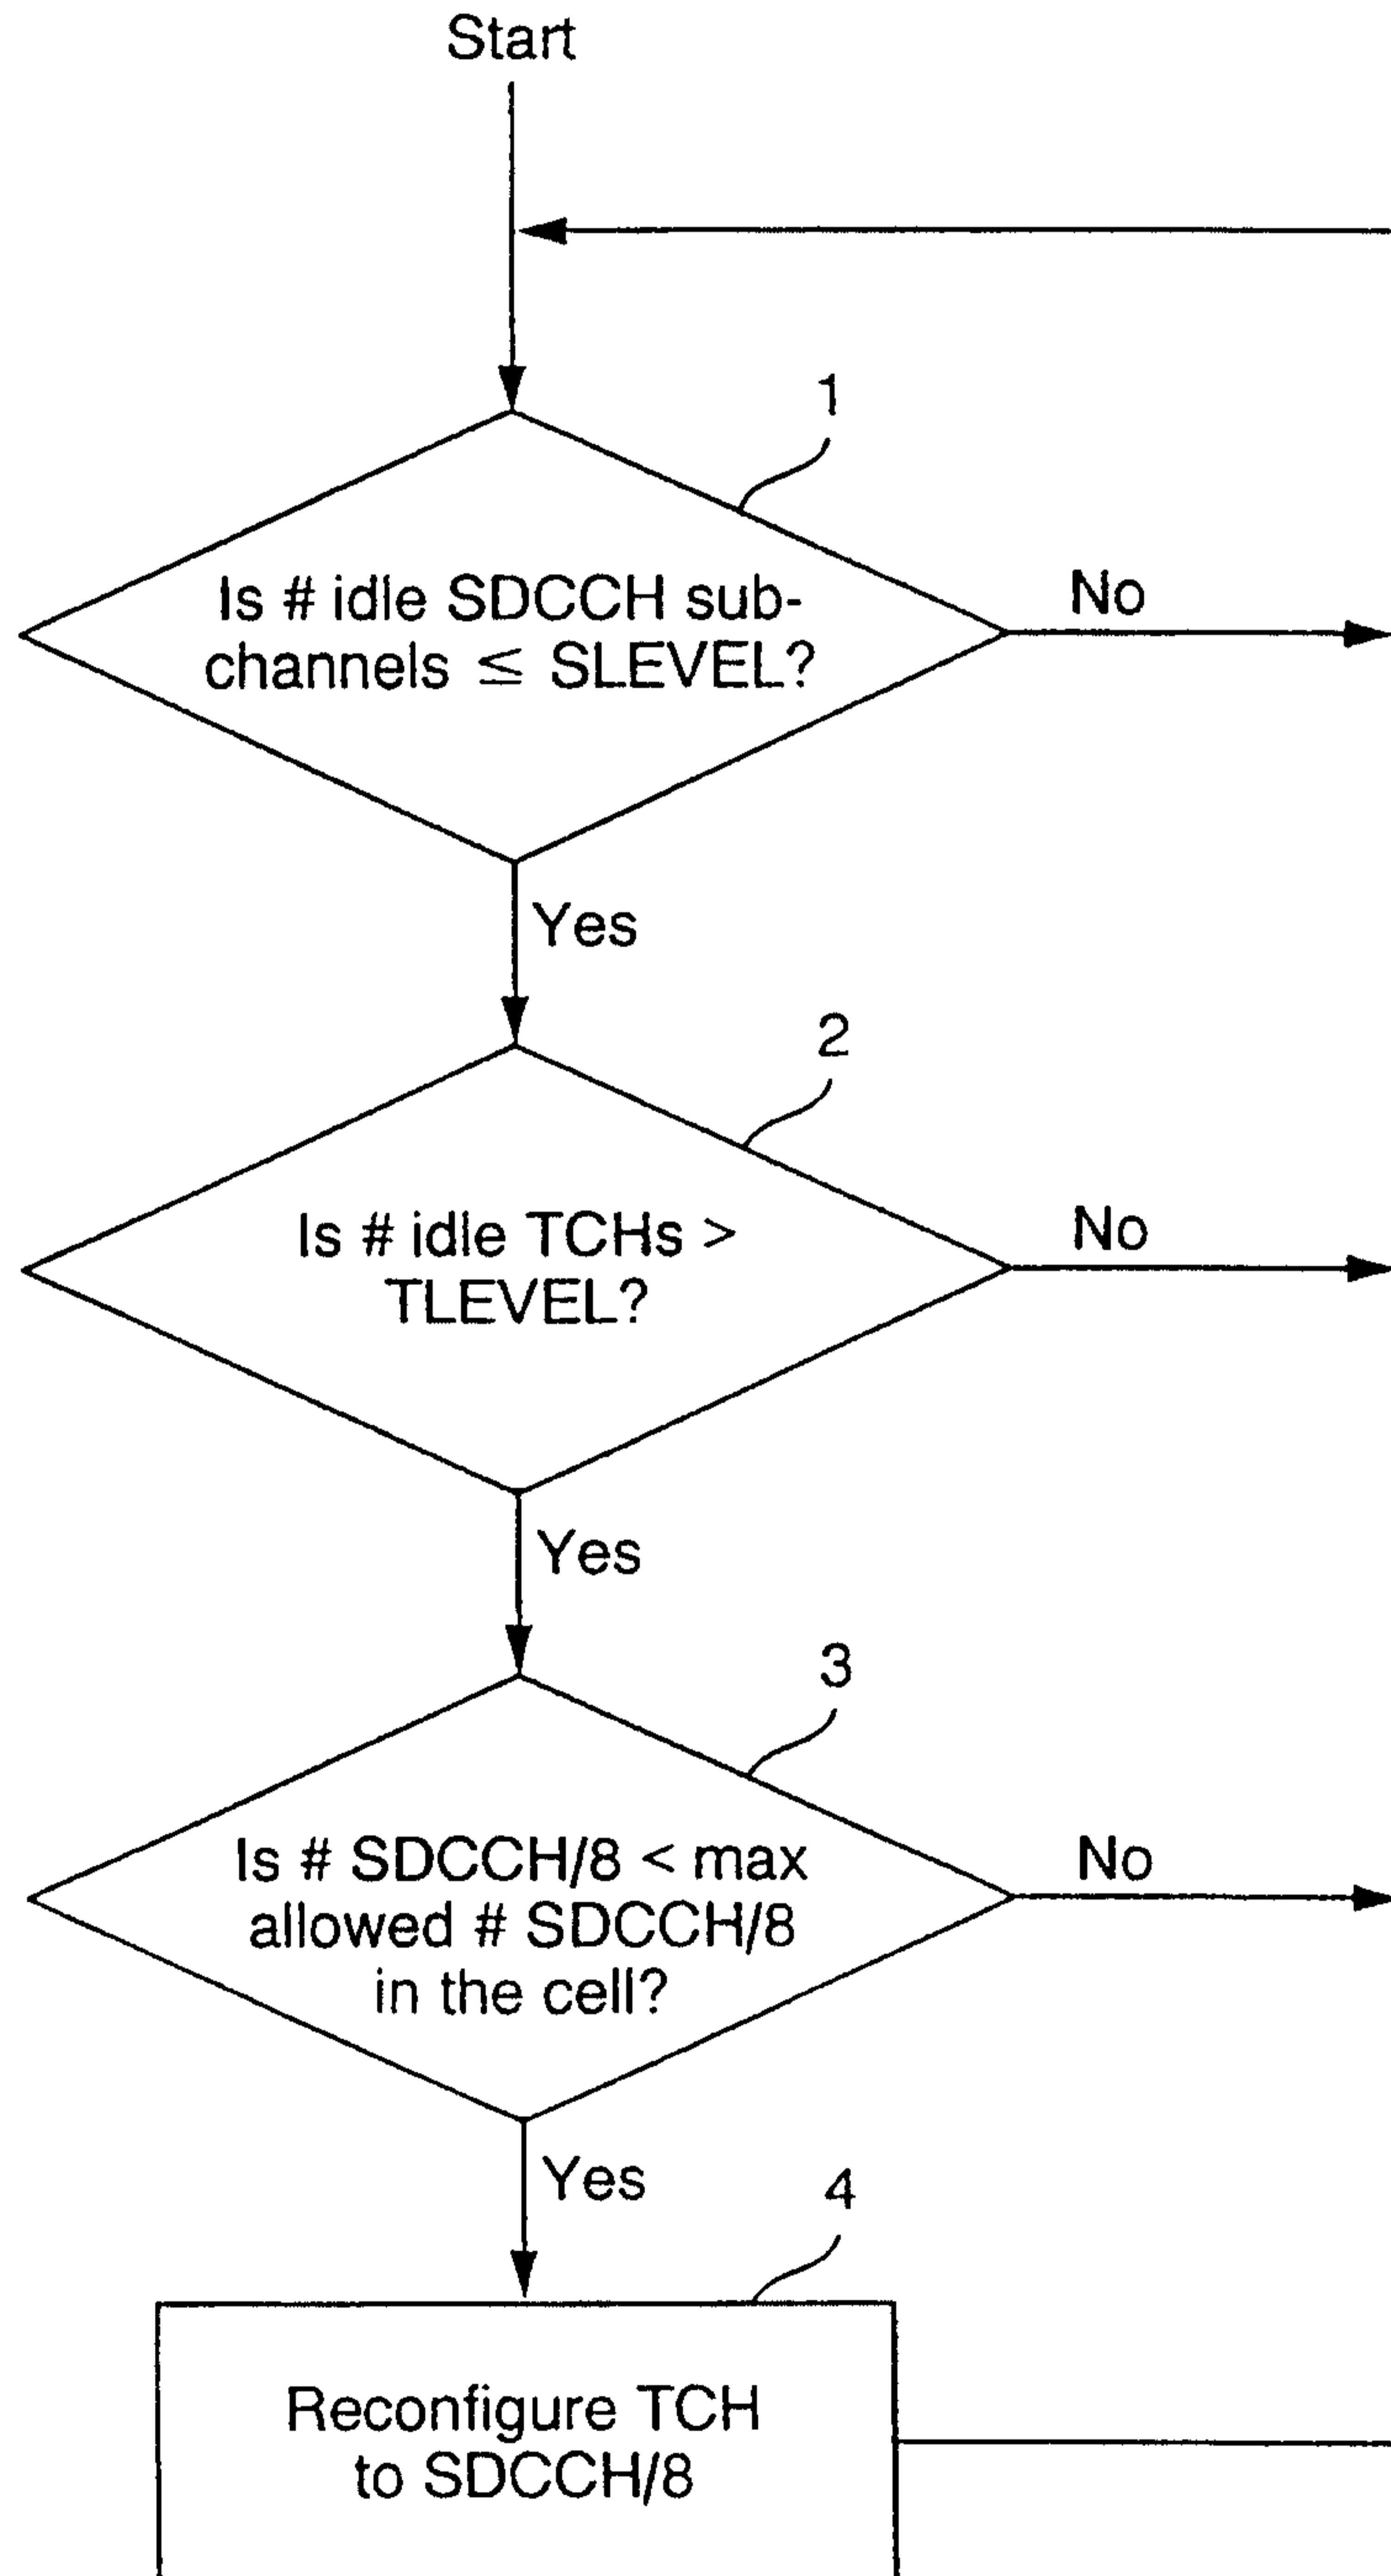 Start
1
Is # idle SDCCH sub-
channels ≤ SLEVEL?
No
Yes
2
Is # idle TCHs >
TLEVEL?
No
Yes
3
Is # SDCCH/8 < max
allowed # SDCCH/8
in the cell?
No
Yes
4
Reconfigure TCH
to SDCCH/8